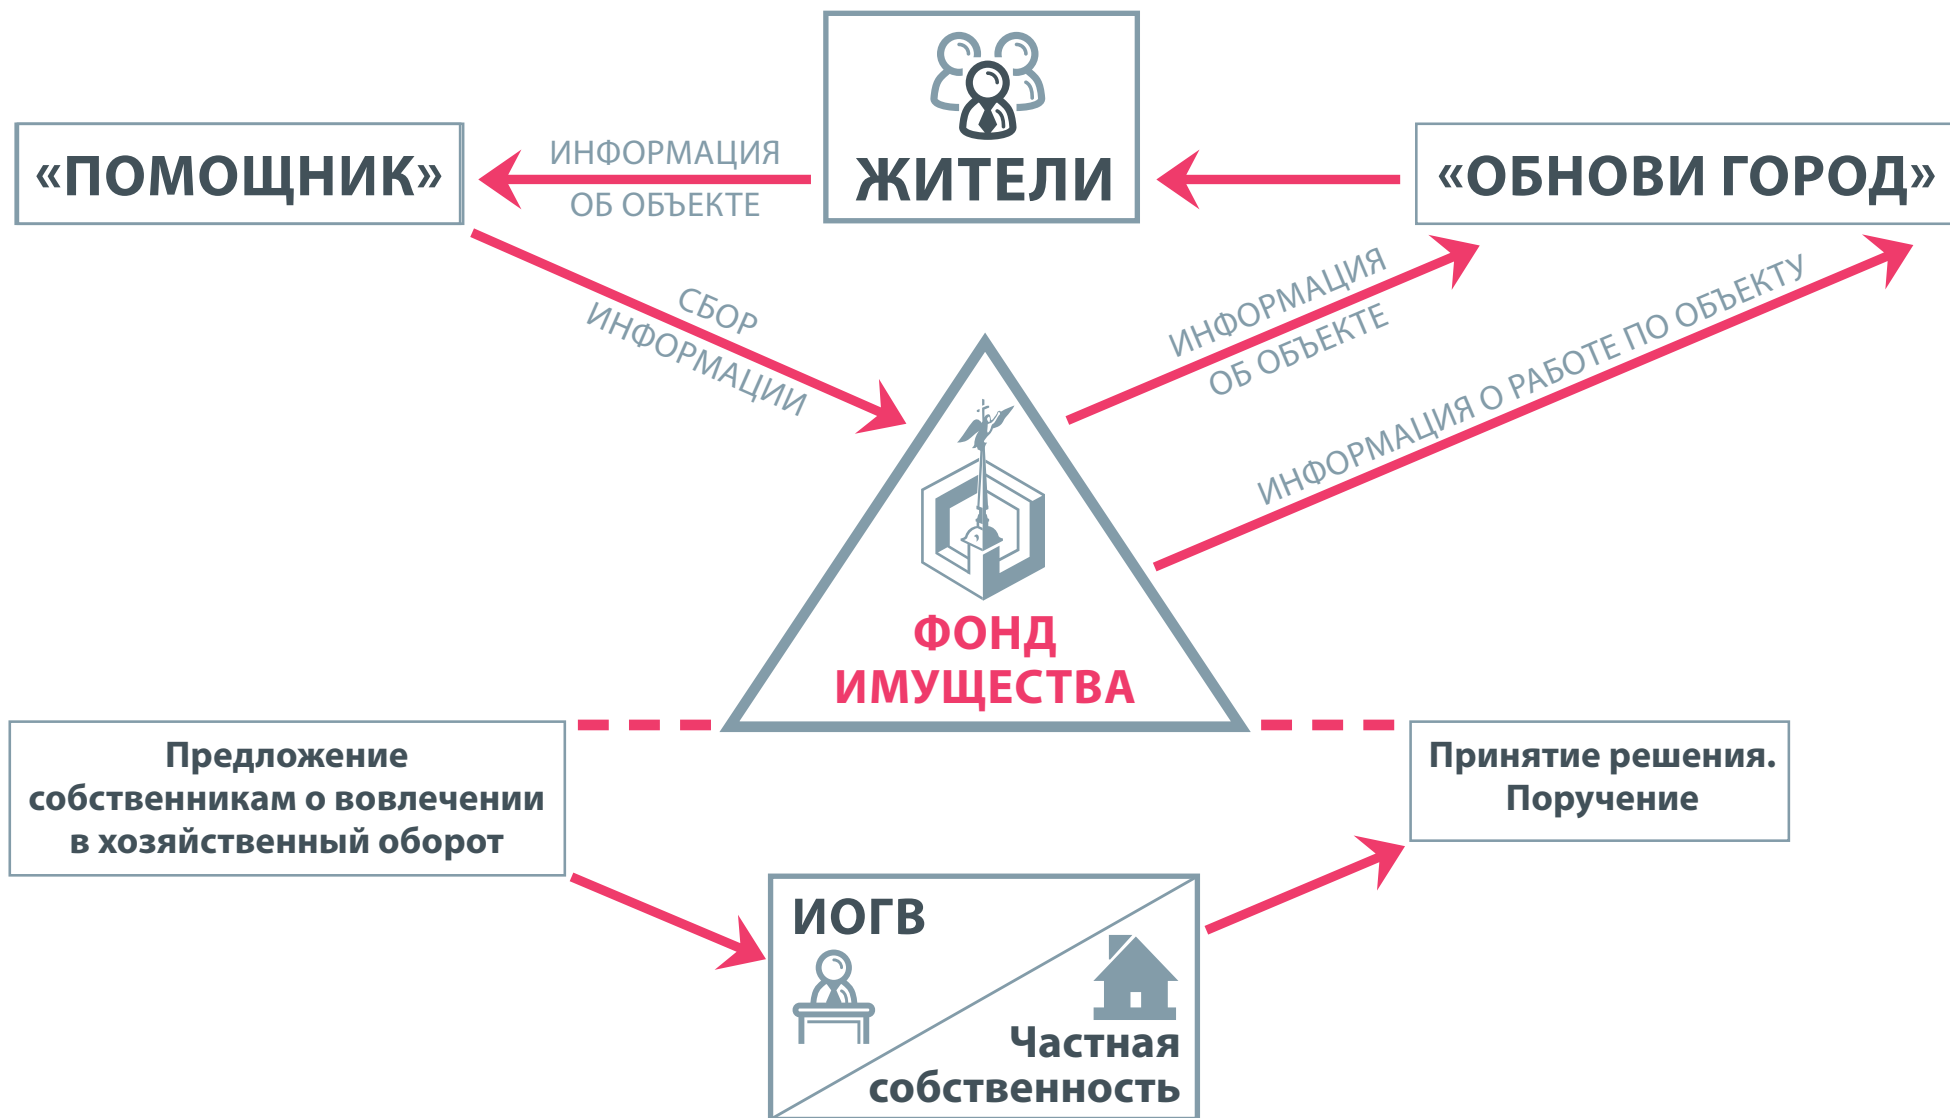 ЖИТЕЛИ
«ПОМОЩНИК»
ИНФОРМАЦИЯ
ОБ ОБЪЕКТЕ
«ОБНОВИ ГОРОД»
СБОР
ИНФОРМАЦИИ
ИНФОРМАЦИЯ
ОБ ОБЪЕКТЕ
ИНФОРМАЦИЯ О РАБОТЕ ПО ОБЪЕКТУ
ФОНД
ИМУЩЕСТВА
Предложение
собственникам о вовлечении
в хозяйственный оборот
Принятие решения.
Поручение
ИОГВ
Частная
собственность